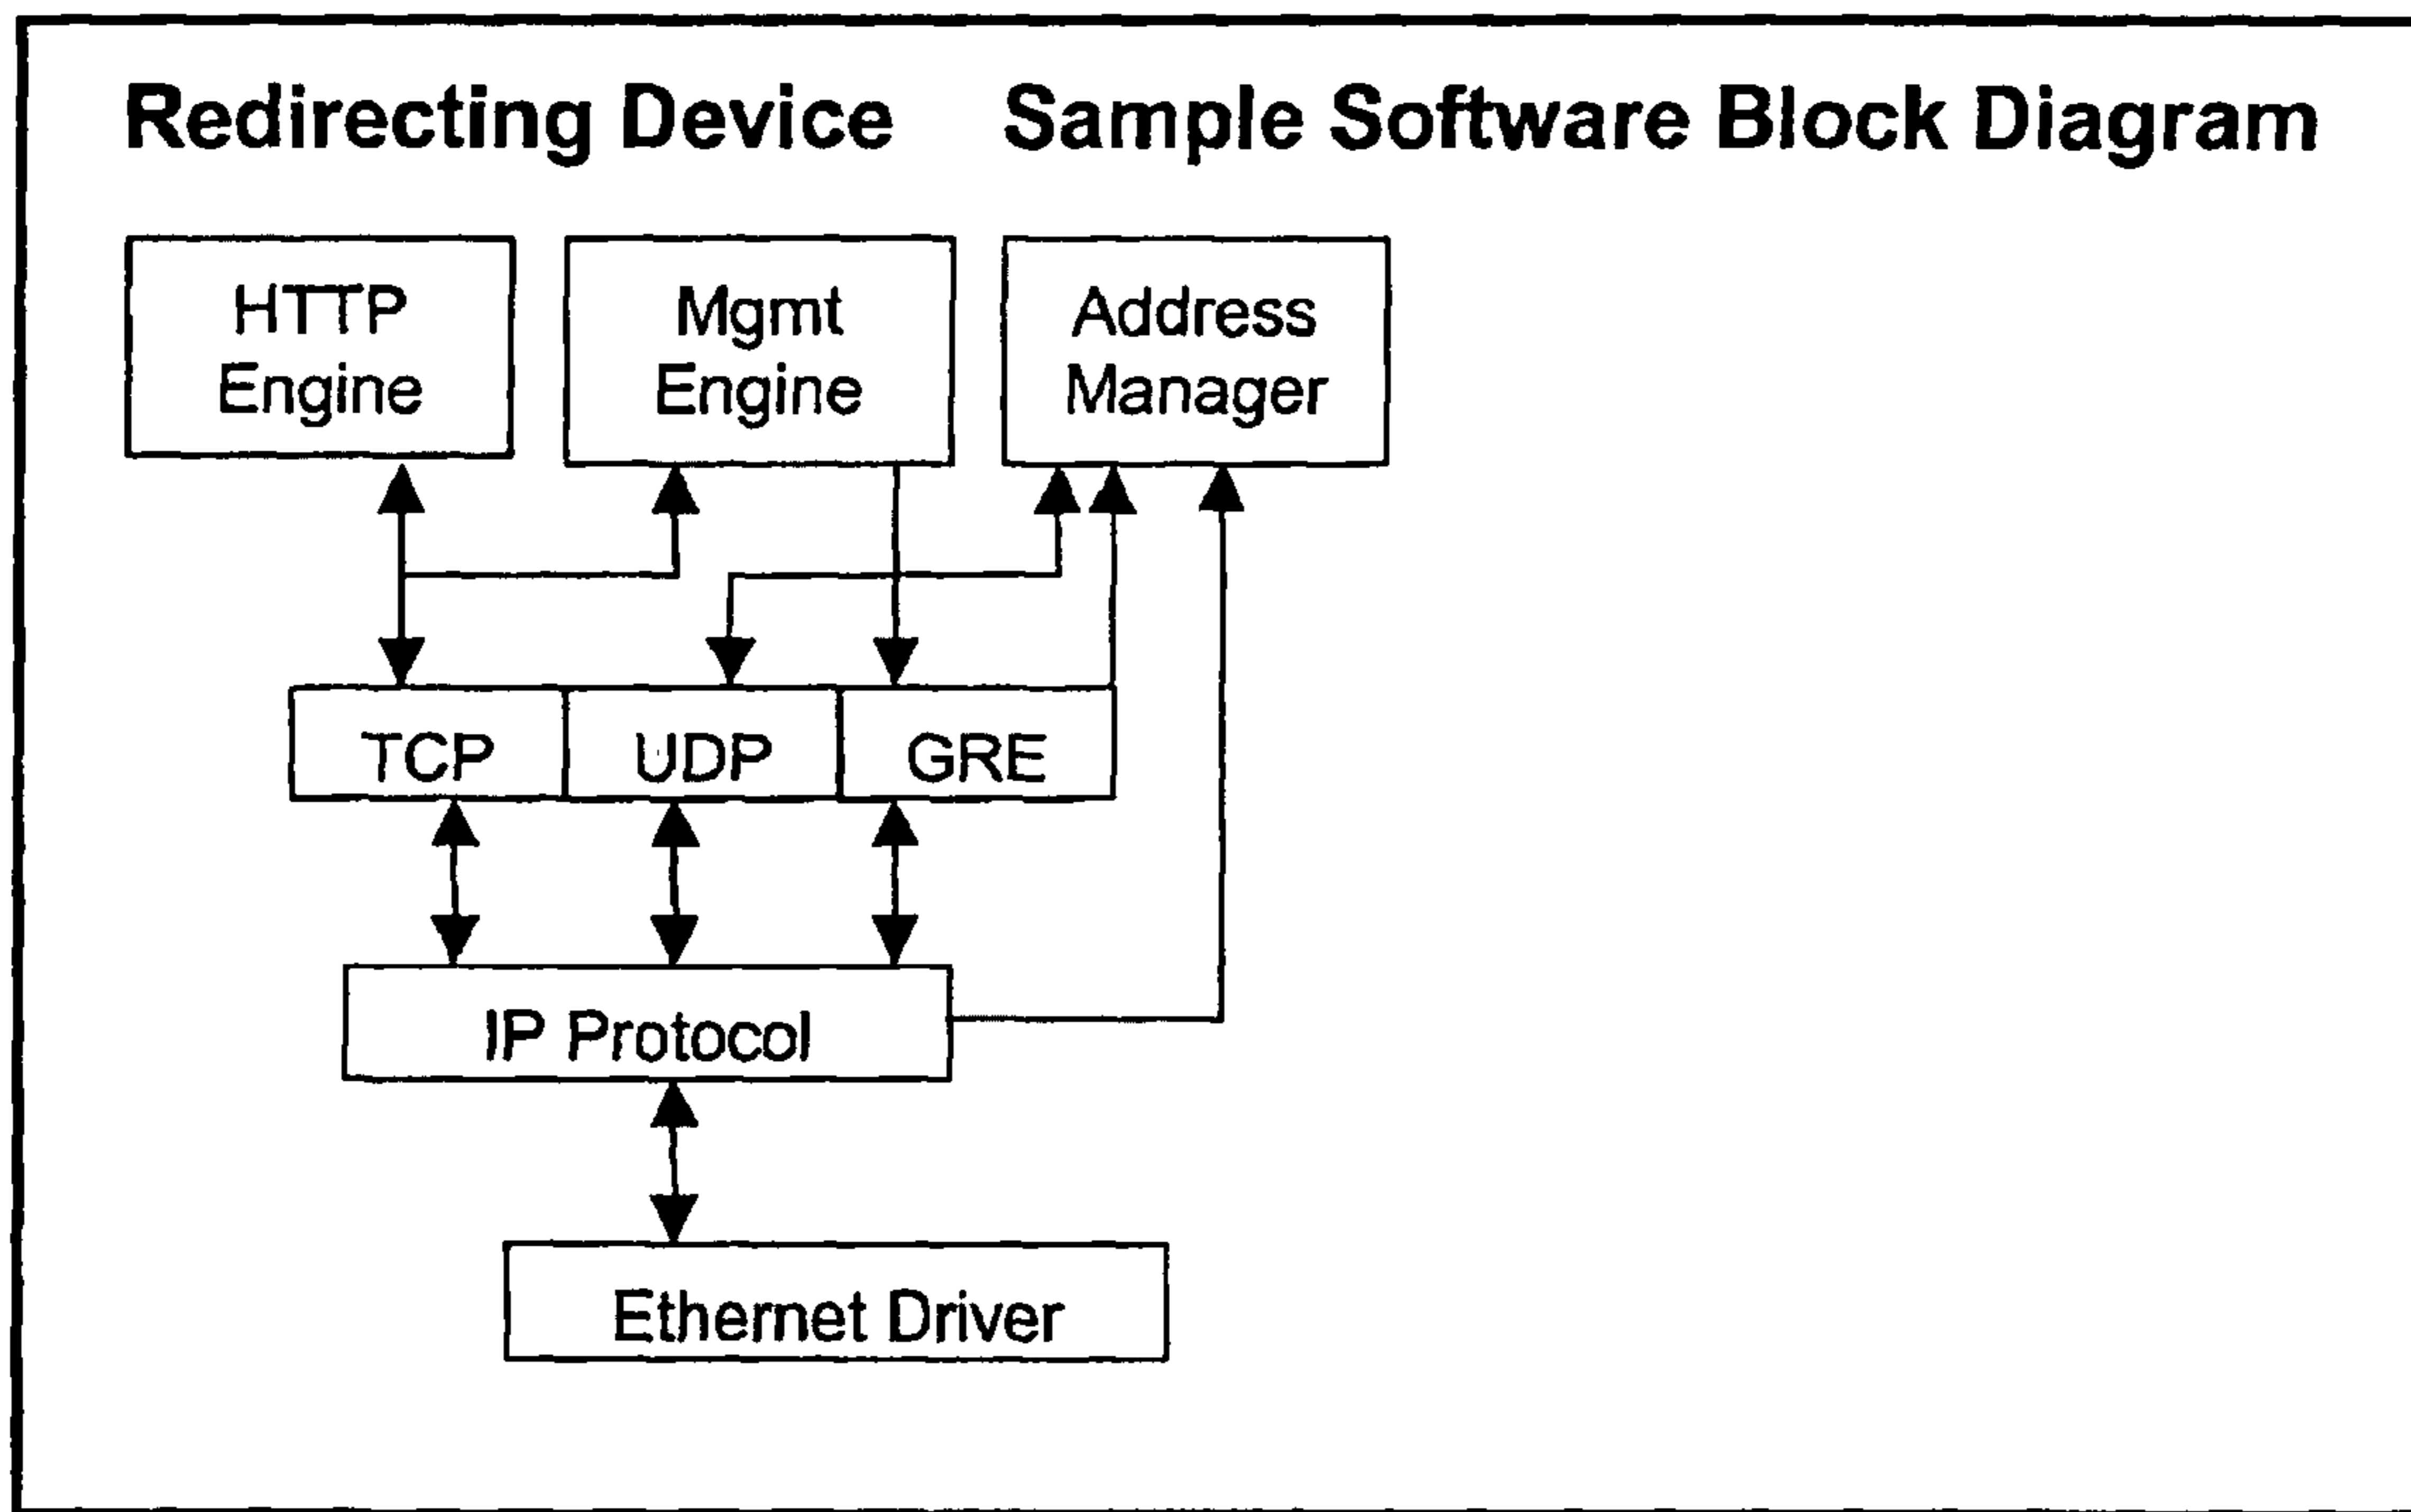 Redirecting Device Sample Software Block Diagram
HTTP
Engine
Mgmt
Engine
Address
Manager
TCP
UDP
GRE
IP Protocol
Ethernet Driver